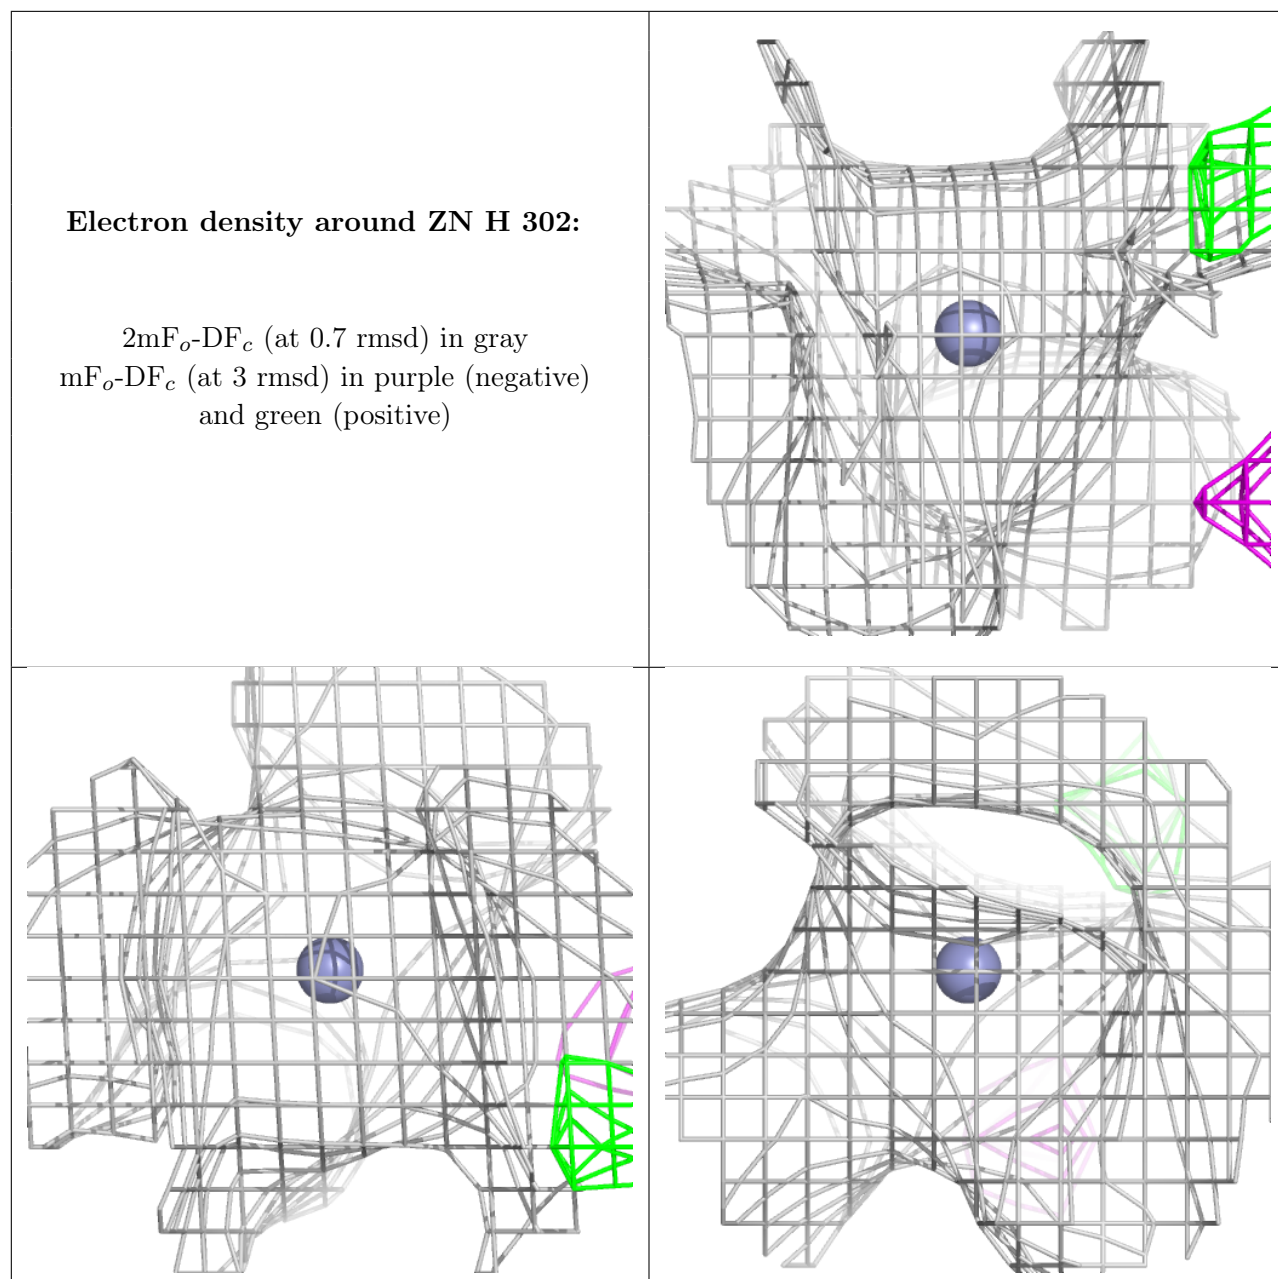 Electron density around ZN H 302:
2mFo-DFc (at 0.7 rmsd) in gray
mFo-DFc (at 3 rmsd) in purple (negative)
and green (positive)